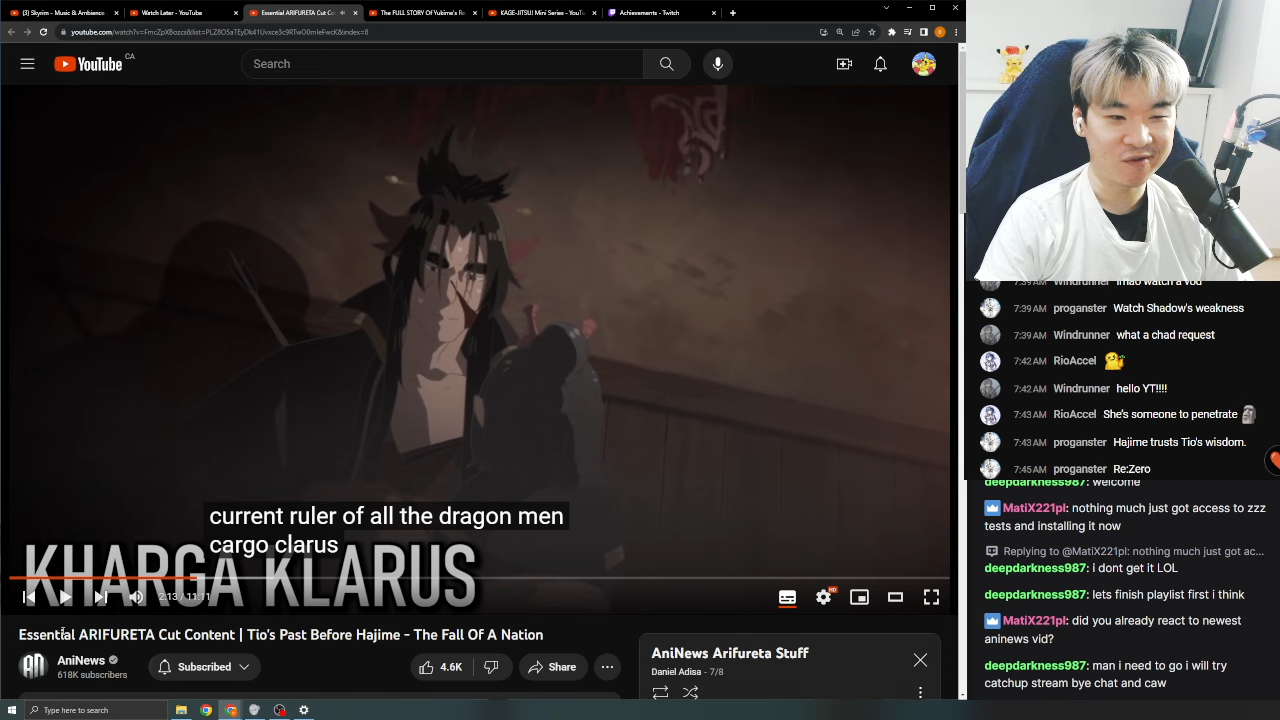 (3) Skyrim - Music & Ambience
Watch Later - YouTube
Essential ARIFURETA Cut Co
The FULL STORY Of Yukime's Re
KAGE-JITSU! Mini Series - YouTu
Achievements - Twitch
YouTube
CA
Search
current ruler of all the dragon men
cargo clarus
KHARGA KLARUS
2:13 / 11:11
HD
Essential ARIFURETA Cut Content | Tio's Past Before Hajime - The Fall Of A Nation
AniNews
618K subscribers
Subscribed
4.6K
Share
AniNews Arifureta Stuff
Daniel Adisa - 7/8
Type here to search
7:39 AM Windrunner lmao watch a vod
7:39 AM proganster Watch Shadow's weakness
7:39 AM Windrunner what a chad request
7:42 AM RioAccel
7:42 AM Windrunner hello YT!!!!
7:43 AM RioAccel She's someone to penetrate
7:43 AM proganster Hajime trusts Tio's wisdom.
7:45 AM proganster Re:Zero
deepdarkness987: welcome
MatiX221pl: nothing much just got access to zzz
tests and installing it now
Replying to @MatiX221pl: nothing much just got ac...
deepdarkness987: i dont get it LOL
deepdarkness987: lets finish playlist first i think
MatiX221pl: did you already react to newest
aninews vid?
deepdarkness987: man i need to go i will try
catchup stream bye chat and caw